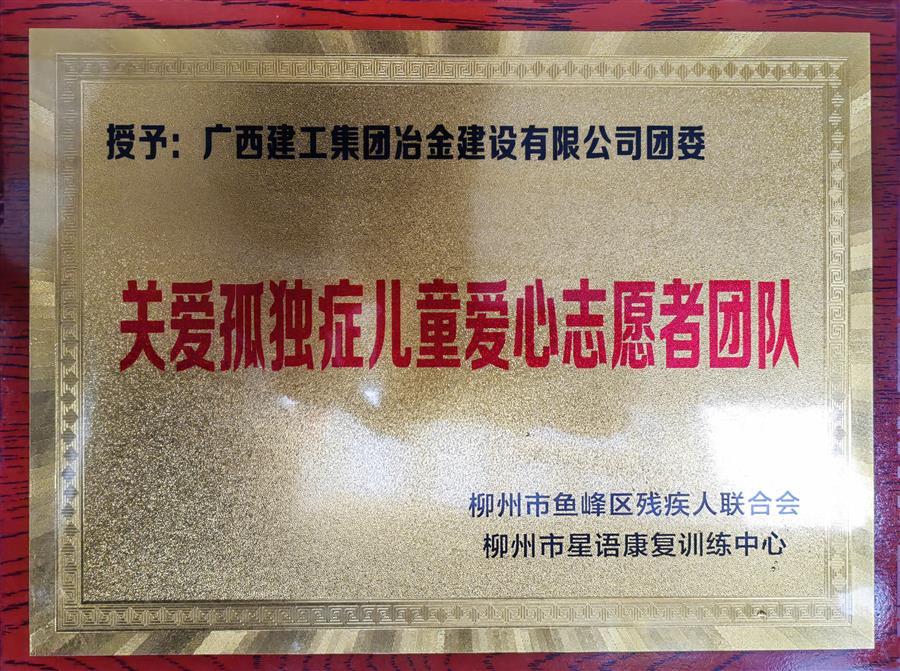 授予：广西建工集团冶金建设有限公司团委
关爱孤独症儿童爱心志愿者团队
柳州市鱼峰区残疾人联合会
柳州市星语康复训练中心